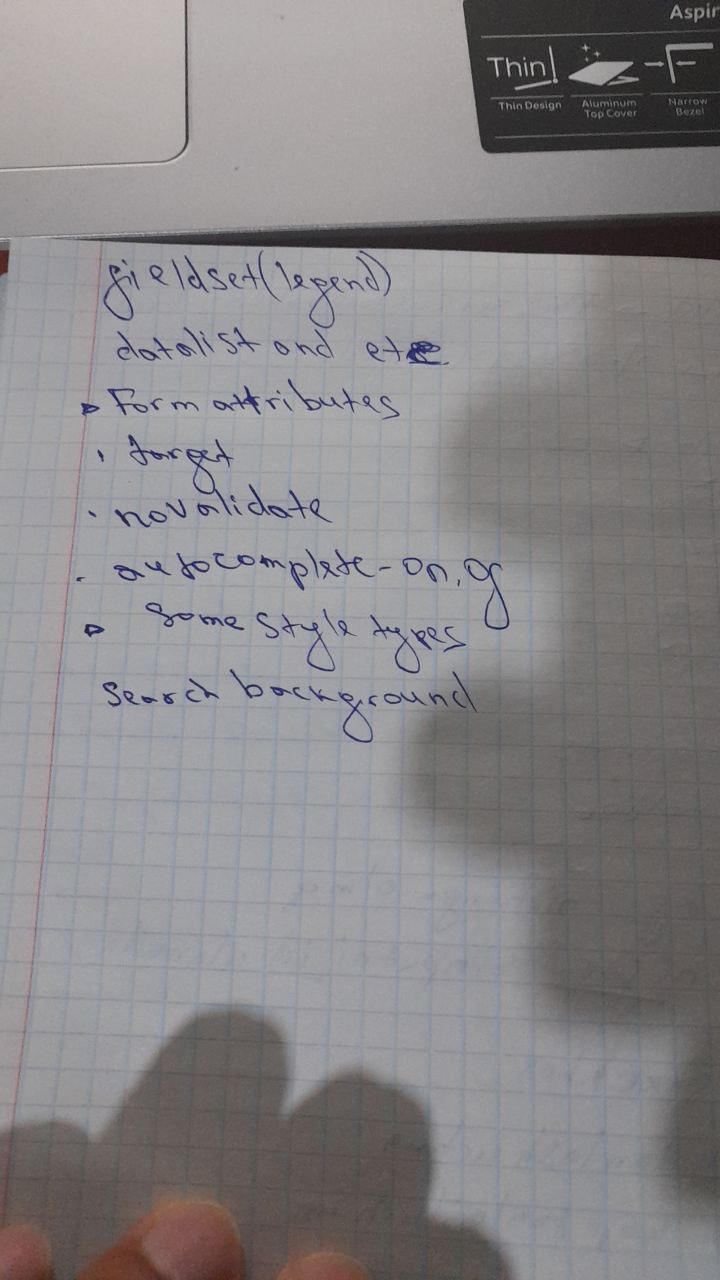 Aspir
Thin!
Thin Design
Aluminum
Top Cover
Narrow
Bezel
fieldset(legend)
datalist and etc
Form attributes
• target
• novalidate
• autocomplete - on, of
Some style types
Search background